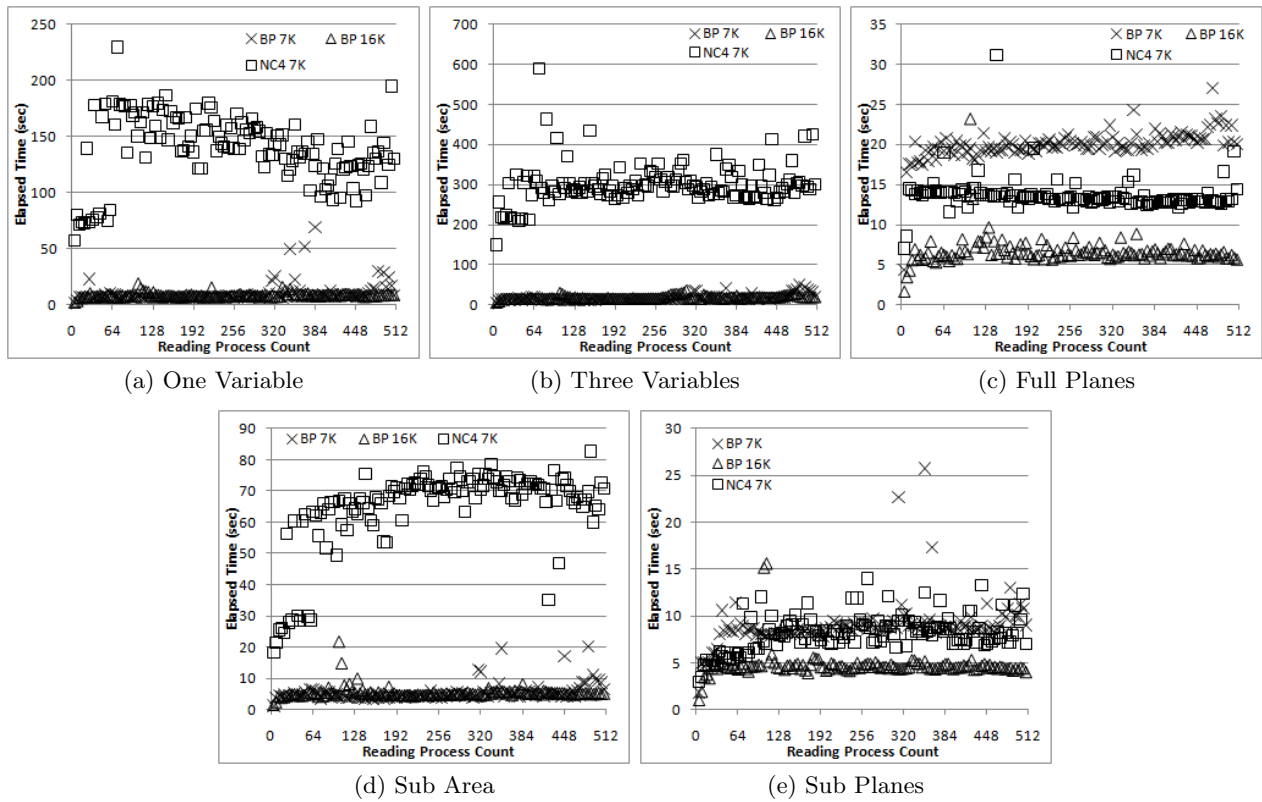 BP 7K BP 16K
NC4 7K
Elapsed Time (sec)
250
200
150
100
50
0
0 64 128 192 256 320 384 448 512
Reading Process Count
(a) One Variable
BP 7K BP 16K
NC4 7K
Elapsed Time (sec)
700
600
500
400
300
200
100
0
0 64 128 192 256 320 384 448 512
Reading Process Count
(b) Three Variables
BP 7K BP 16K
NC4 7K
Elapsed Time (sec)
35
30
25
20
15
10
5
0
0 64 128 192 256 320 384 448 512
Reading Process Count
(c) Full Planes
BP 7K BP 16K NC4 7K
Elapsed Time (sec)
90
80
70
60
50
40
30
20
10
0
0 64 128 192 256 320 384 448 512
Reading Process Count
(d) Sub Area
BP 7K
BP 16K
NC4 7K
Elapsed Time (sec)
30
25
20
15
10
5
0
0 64 128 192 256 320 384 448 512
Reading Process Count
(e) Sub Planes